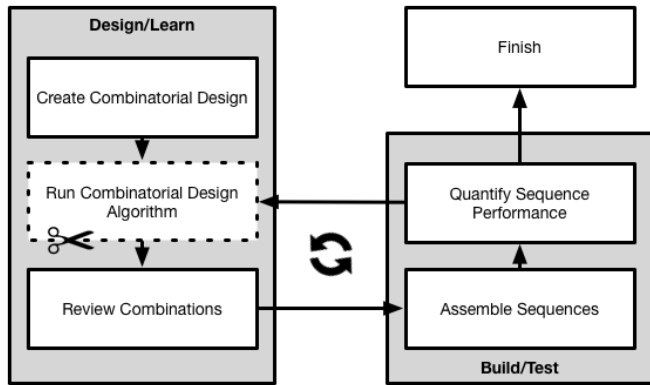 Design/Learn
Create Combinatorial Design
Run Combinatorial Design
Algorithm
Review Combinations
Finish
Quantify Sequence
Performance
Assemble Sequences
Build/Test